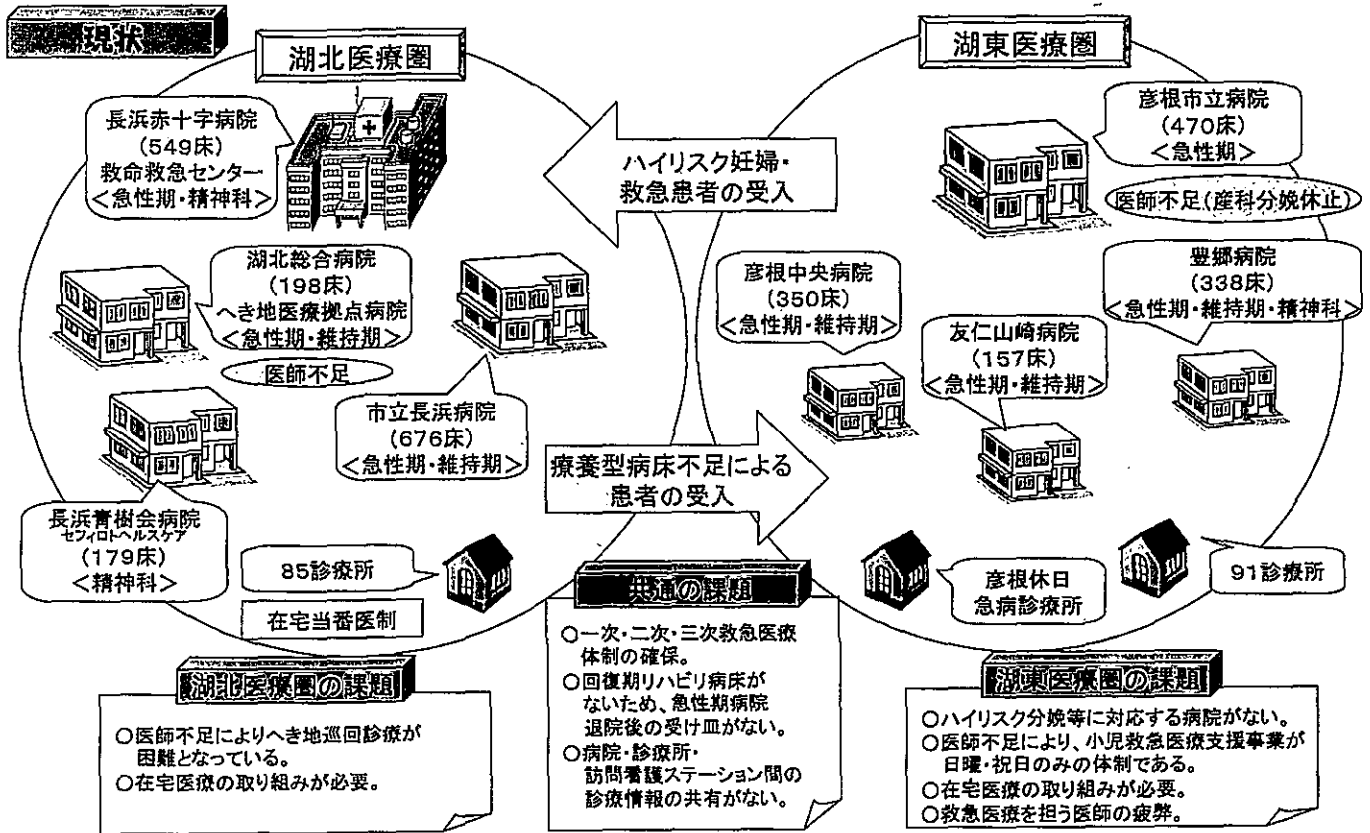 現状
湖北医療圏
長浜赤十字病院
(549床)
救命救急センター
<急性期・精神科>
湖北総合病院
(198床)
へき地医療拠点病院
<急性期・維持期>
医師不足
市立長浜病院
(676床)
<急性期・維持期>
長浜青樹会病院
セフィロトヘルスケア
(179床)
<精神科>
85診療所
在宅当番医制
ハイリスク妊婦・
救急患者の受入
療養型病床不足による
患者の受入
湖東医療圏
彦根市立病院
(470床)
<急性期>
医師不足(産科分娩休止)
彦根中央病院
(350床)
<急性期・維持期>
友仁山崎病院
(157床)
<急性期・維持期>
豊郷病院
(338床)
<急性期・維持期・精神科>
彦根休日
急病診療所
91診療所
湖北医療圏の課題
○医師不足によりへき地巡回診療が
困難となっている。
○在宅医療の取り組みが必要。
共通の課題
○一次・二次・三次救急医療
体制の確保。
○回復期リハビリ病床が
ないため、急性期病院
退院後の受け皿がない。
○病院・診療所・
訪問看護ステーション間の
診療情報の共有がない。
湖東医療圏の課題
○ハイリスク分娩等に対応する病院がない。
○医師不足により、小児救急医療支援事業が
日曜・祝日のみの体制である。
○在宅医療の取り組みが必要。
○救急医療を担う医師の疲弊。